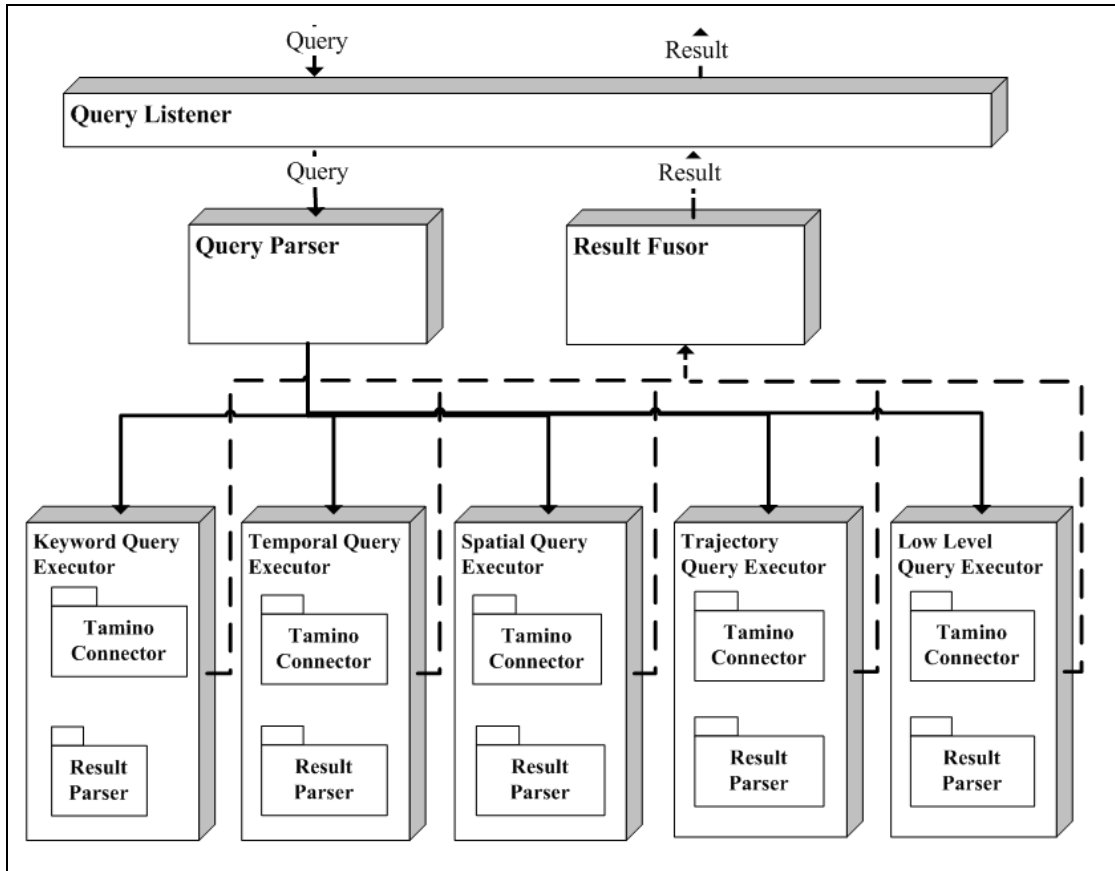 Query
Result
Query Listener
Query
Result
Query Parser
Result Fusor
Keyword Query
Executor
Tamino
Connector
Result
Parser
Temporal Query
Executor
Tamino
Connector
Result
Parser
Spatial Query
Executor
Tamino
Connector
Result
Parser
Trajectory
Query Executor
Tamino
Connector
Result
Parser
Low Level
Query Executor
Tamino
Connector
Result
Parser